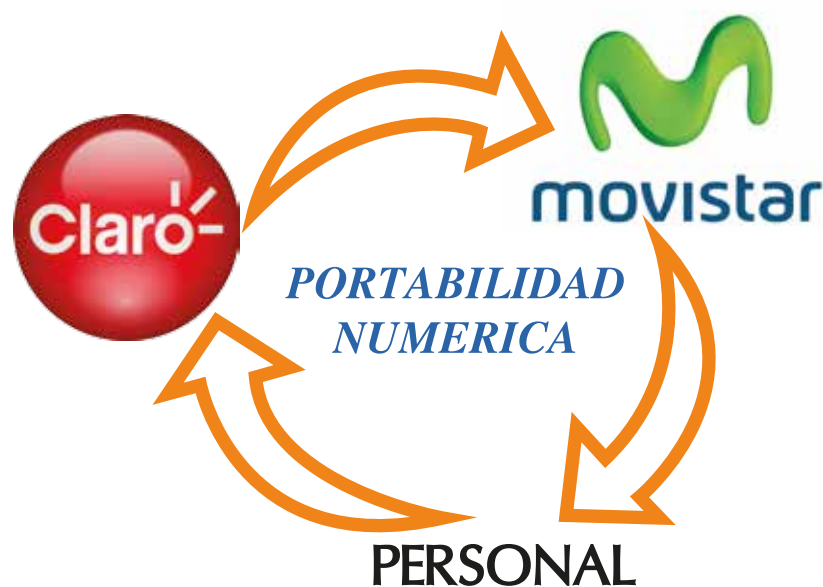 Claro
movistar
PORTABILIDAD
NUMERICA
PERSONAL